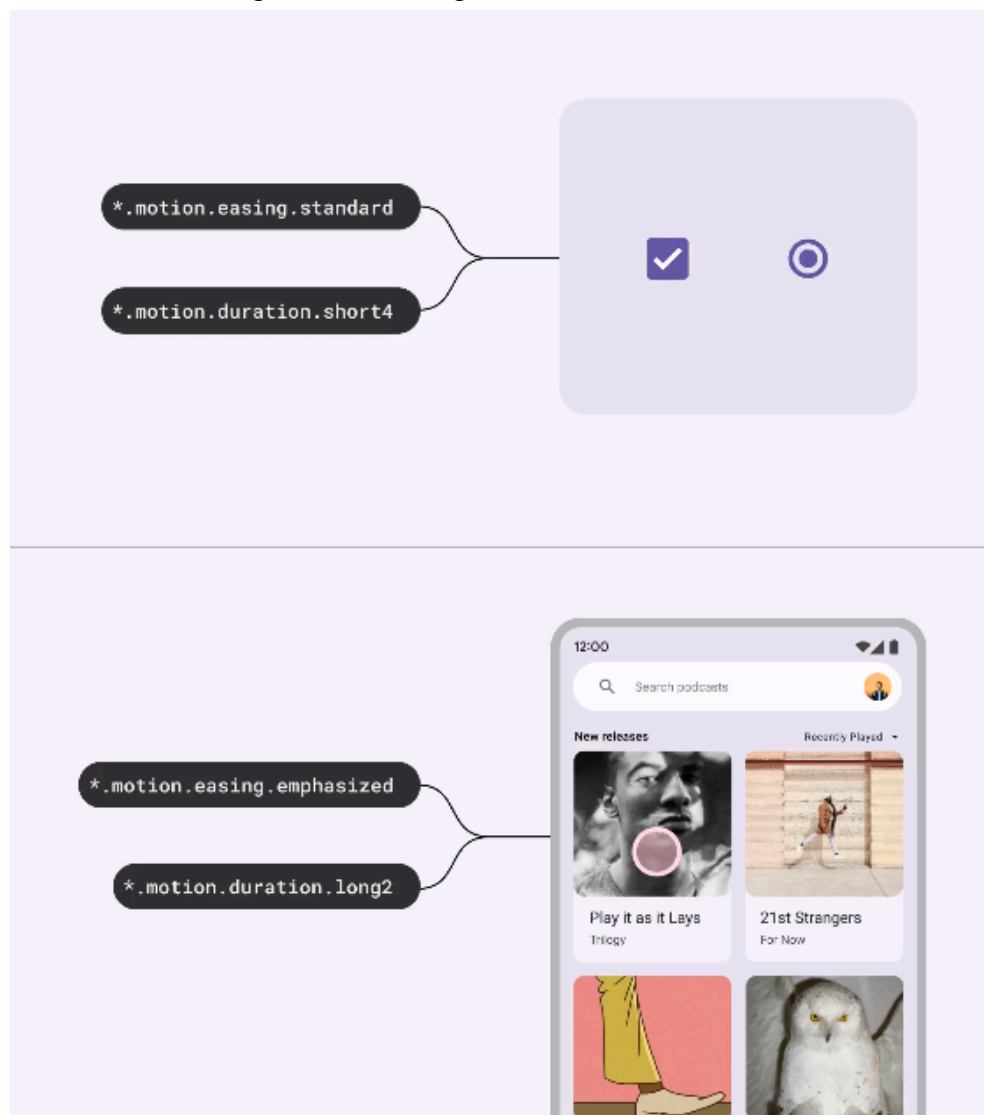 *.motion.easing.standard
*.motion.duration.short4
12:00
Search podcasts
New releases
Recently Played
*.motion.easing.emphasized
*.motion.duration.long2
Play it as it Lays
Trilogy
21st Strangers
For Now